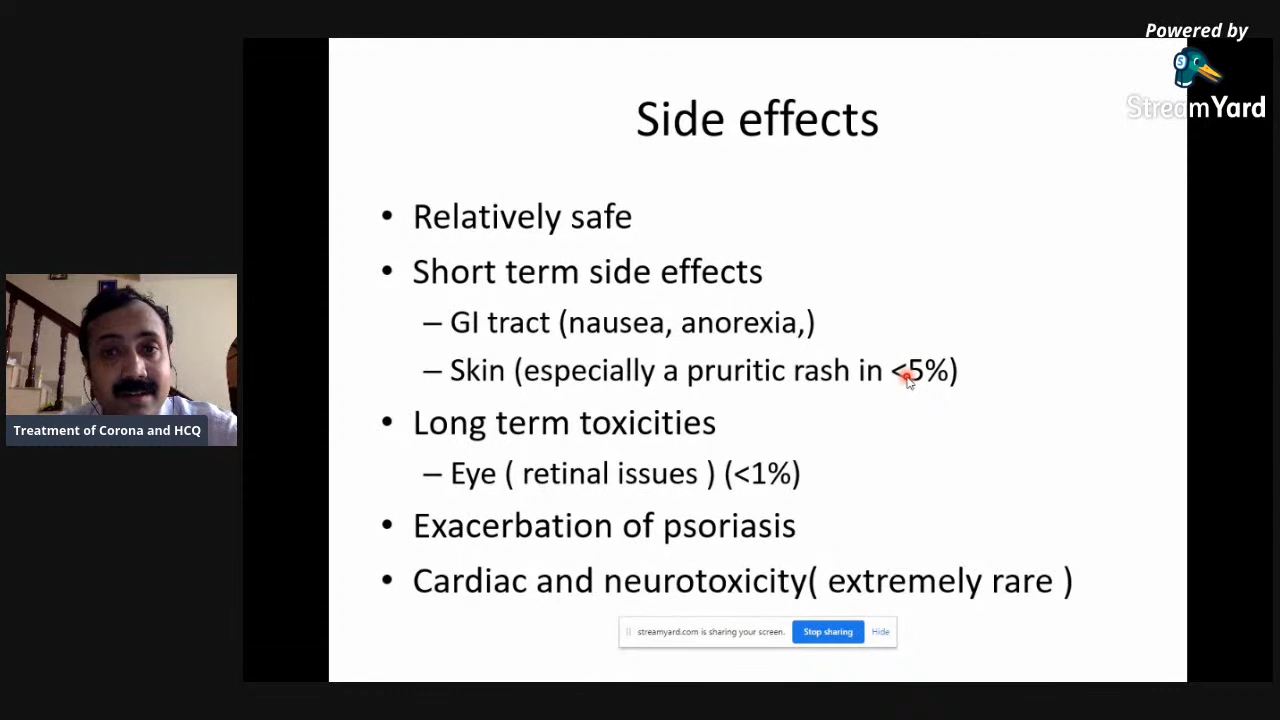 Powered by
StreamYard
Side effects
• Relatively safe
• Short term side effects
– GI tract (nausea, anorexia,)
– Skin (especially a pruritic rash in <5%)
• Long term toxicities
– Eye ( retinal issues ) (<1%)
• Exacerbation of psoriasis
• Cardiac and neurotoxicity( extremely rare )
Treatment of Corona and HCQ
streamyard.com is sharing your screen. Stop sharing Hide